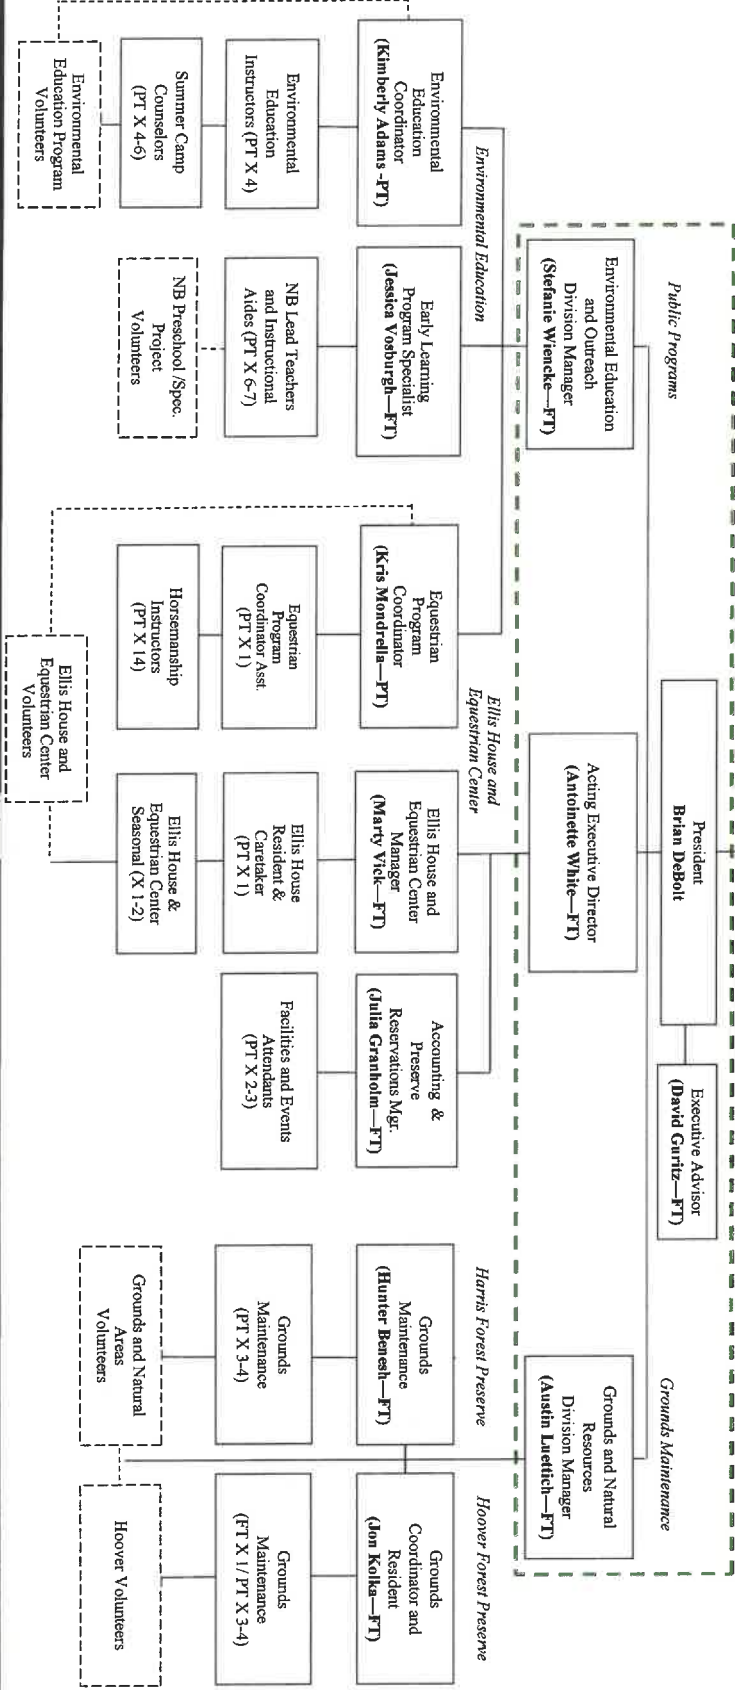 President
Brian DeBolt
Executive Advisor
(David Guritz—FT)
Public Programs
Grounds Maintenance
Environmental Education
and Outreach
Division Manager
(Stefanie Wiencke—FT)
Acting Executive Director
(Antoinette White—FT)
Grounds and Natural
Resources
Division Manager
(Austin Luettich—FT)
Environmental Education
Ellis House and
Equestrian Center
Harris Forest Preserve
Hoover Forest Preserve
Environmental
Education
Coordinator
(Kimberly Adams -PT)
Early Learning
Program Specialist
(Jessica Vosburgh—FT)
Equestrian
Program
Coordinator
(Kris Mondrella—PT)
Ellis House and
Equestrian Center
Manager
(Marty Vick—FT)
Accounting &
Preserve
Reservations Mgr.
(Julia Granholm—FT)
Grounds
Maintenance
(Hunter Benesh—FT)
Grounds
Coordinator and
Resident
(Jon Kolka—FT)
Environmental
Education
Instructors (PT X 4)
NB Lead Teachers
and Instructional
Aides (PT X 6-7)
Equestrian
Program
Coordinator Asst.
(PT X 1)
Ellis House
Resident &
Caretaker
(PT X 1)
Facilities and Events
Attendants
(PT X 2-3)
Grounds
Maintenance
(PT X 3-4)
Grounds
Maintenance
(FT X 1/ PT X 3-4)
Summer Camp
Counselors
(PT X 4-6)
NB Preschool /Spec.
Project
Volunteers
Horsemanship
Instructors
(PT X 14)
Ellis House &
Equestrian Center
Seasonal (X 1-2)
Grounds and Natural
Areas
Volunteers
Hoover Volunteers
Environmental
Education Program
Volunteers
Ellis House and
Equestrian Center
Volunteers